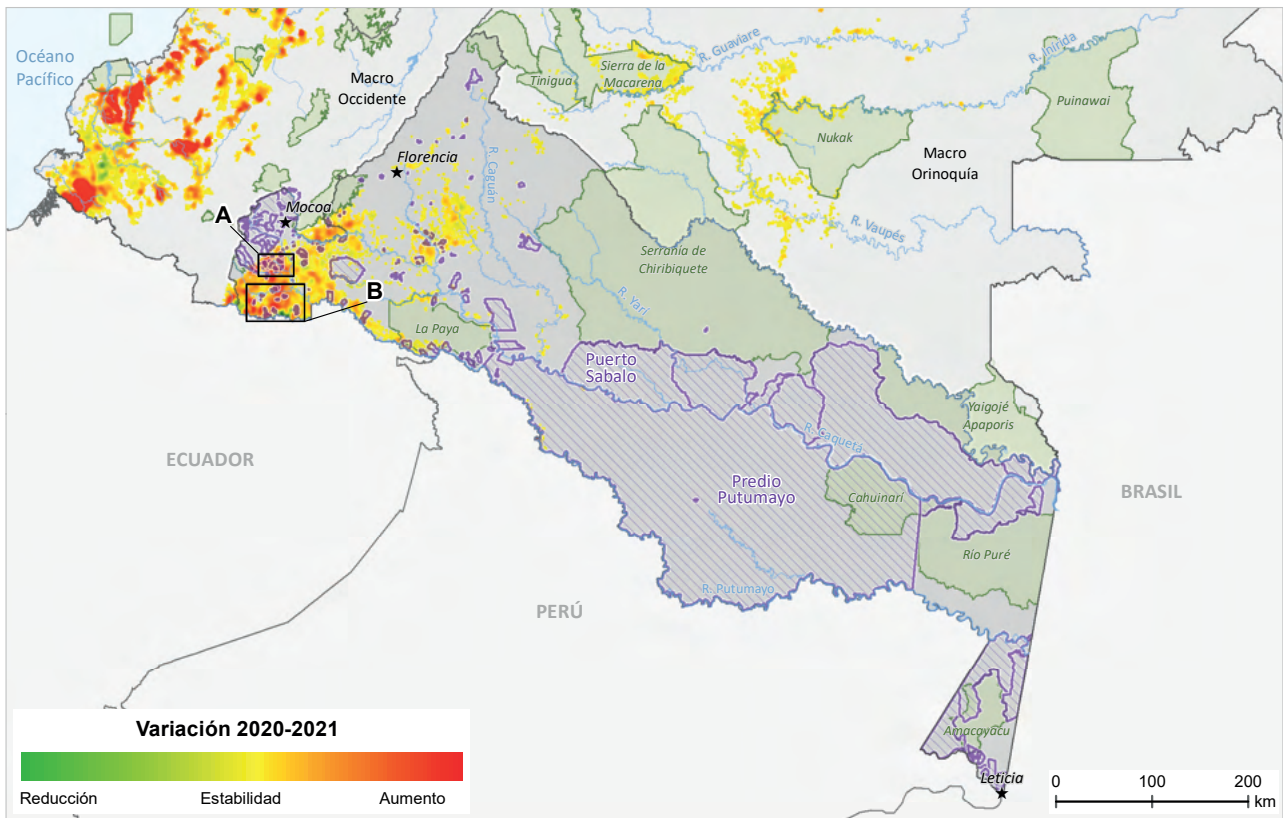 Océano
Pacífico
Macro
Occidente
Tinigua
Sierra de la
Macarena
R. Guaviare
R. Inírida
Puinawai
Nukak
Macro
Orinoquía
Florencia
R. Caguán
A
Mocoa
R. Vaupés
Serranía de
Chiribiquete
B
R. Yarí
La Paya
Puerto
Sabalo
Yaigojé
Apaporis
R. Caquetá
ECUADOR
Predio
Putumayo
Cahuinarí
BRASIL
Río Puré
R. Putumayo
PERÚ
Amacayacu
Leticia
Variación 2020-2021
Reducción Estabilidad Aumento
0 100 200
km